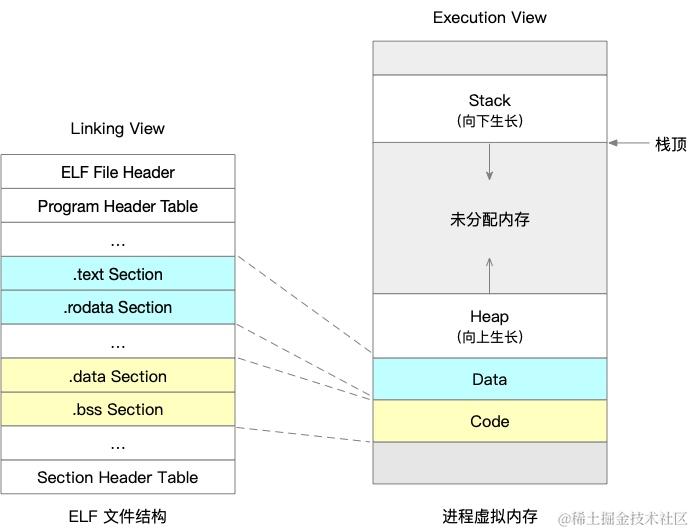 Execution View
Stack
（向下生长）
栈顶
未分配内存
Heap
（向上生长）
Data
Code
进程虚拟内存
Linking View
ELF File Header
Program Header Table
...
.text Section
.rodata Section
...
.data Section
.bss Section
...
Section Header Table
ELF 文件结构
@稀土掘金技术社区